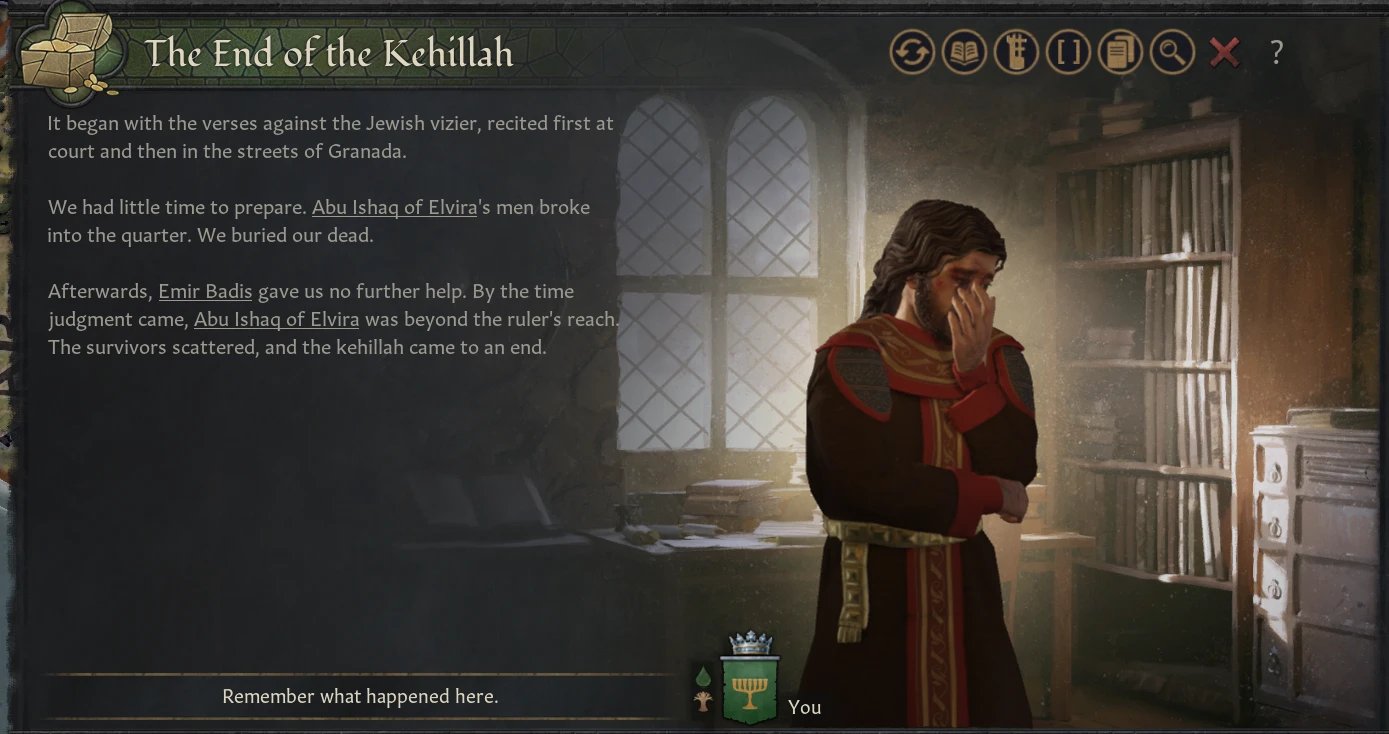 The End of the Kehillah
[ ]
?
It began with the verses against the Jewish vizier, recited first at
court and then in the streets of Granada.
We had little time to prepare. Abu Ishaq of Elvira's men broke
into the quarter. We buried our dead.
Afterwards, Emir Badis gave us no further help. By the time
judgment came, Abu Ishaq of Elvira was beyond the ruler's reach.
The survivors scattered, and the kehillah came to an end.
Remember what happened here.
You